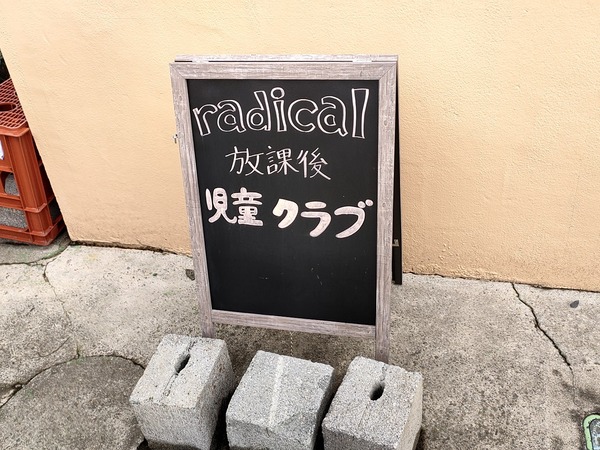 radical
放課後
児童 クラブ